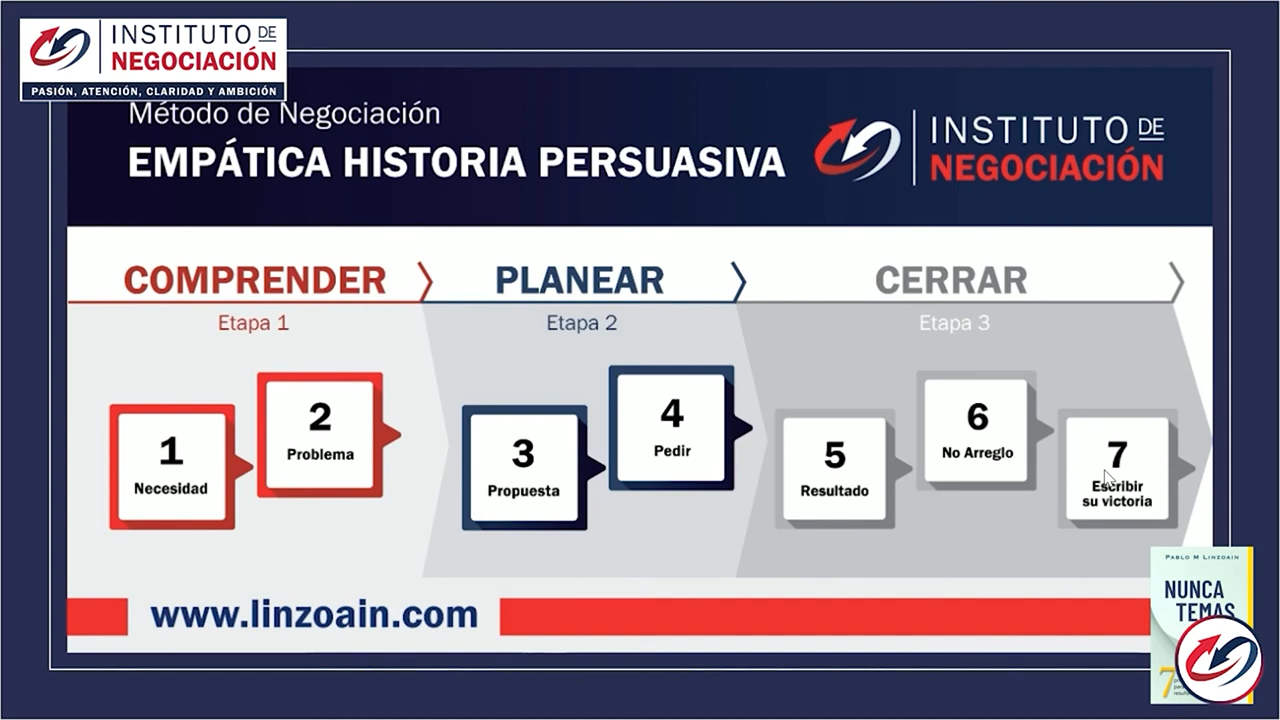 INSTITUTO DE
NEGOCIACIÓN
PASIÓN, ATENCIÓN, CLARIDAD Y AMBICIÓN
Método de Negociación
EMPÁTICA HISTORIA PERSUASIVA
INSTITUTO DE
NEGOCIACIÓN
COMPRENDER
PLANEAR
CERRAR
Etapa 1
Etapa 2
Etapa 3
1
Necesidad
2
Problema
3
Propuesta
4
Pedir
5
Resultado
6
No Arreglo
7
Escribir
su victoria
www.linzoain.com
PABLO M LINZOAIN
NUNCA
TEMAS
7